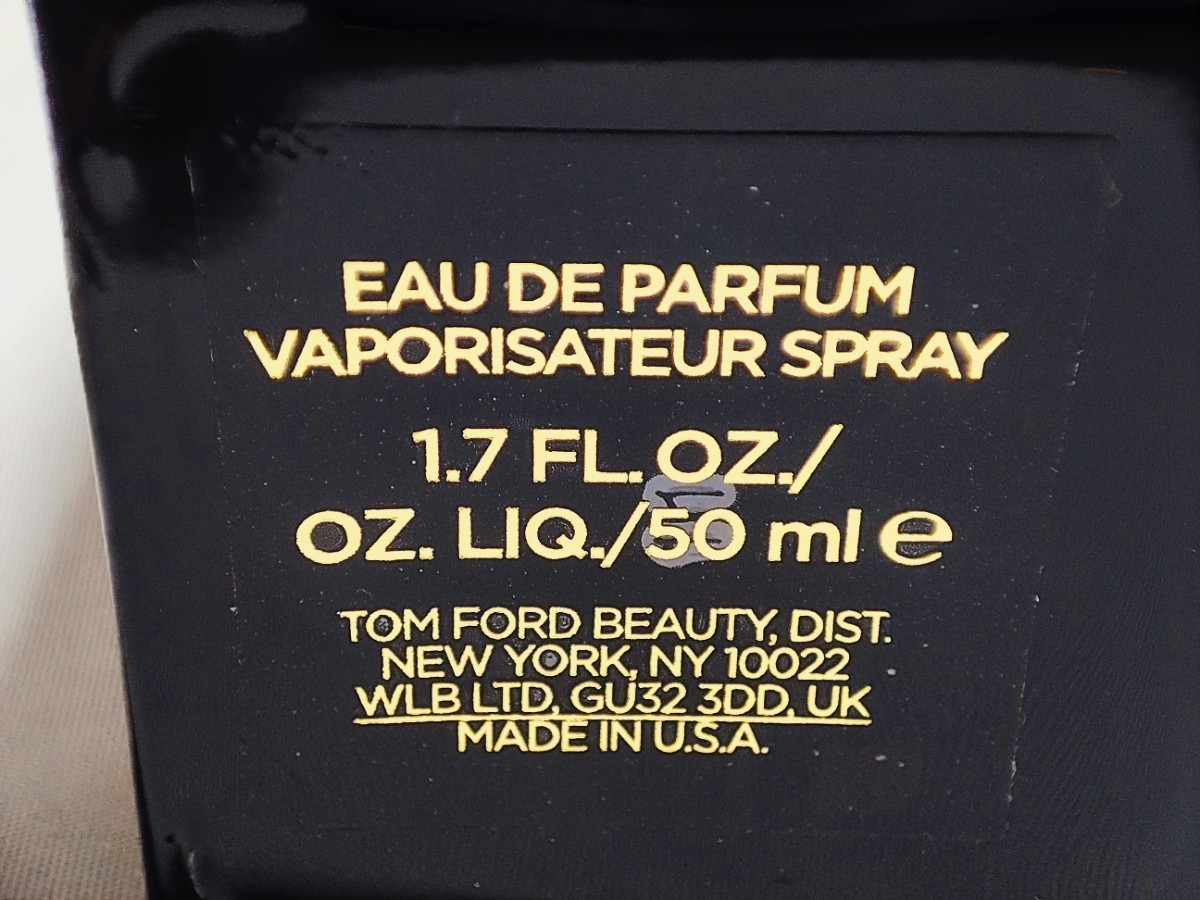 EAU DE PARFUM
VAPORISATEUR SPRAY
1.7 FL. OZ./
OZ. LIQ./50 ml e
TOM FORD BEAUTY, DIST.
NEW YORK, NY 10022
WLB LTD, GU32 3DD, UK
MADE IN U.S.A.